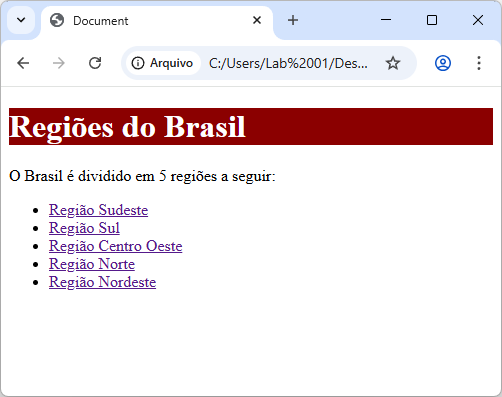 Document
Arquivo C:/Users/Lab%2001/Des...
Regiões do Brasil
O Brasil é dividido em 5 regiões a seguir:
Região Sudeste
Região Sul
Região Centro Oeste
Região Norte
Região Nordeste